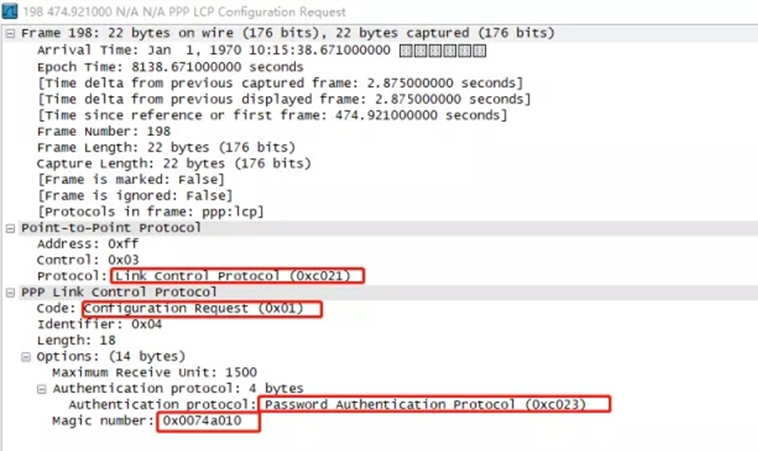 198 474.921000 N/A N/A PPP LCP Configuration Request
Frame 198: 22 bytes on wire (176 bits), 22 bytes captured (176 bits)
Arrival Time: Jan  1, 1970 10:15:38.671000000
Epoch Time: 8138.671000000 seconds
[Time delta from previous captured frame: 2.875000000 seconds]
[Time delta from previous displayed frame: 2.875000000 seconds]
[Time since reference or first frame: 474.921000000 seconds]
Frame Number: 198
Frame Length: 22 bytes (176 bits)
Capture Length: 22 bytes (176 bits)
[Frame is marked: False]
[Frame is ignored: False]
[Protocols in frame: ppp:lcp]
Point-to-Point Protocol
Address: 0xff
Control: 0x03
Protocol: Link Control Protocol (0xc021)
PPP Link Control Protocol
Code: Configuration Request (0x01)
Identifier: 0x04
Length: 18
Options: (14 bytes)
Maximum Receive Unit: 1500
Authentication protocol: 4 bytes
Authentication protocol: Password Authentication Protocol (0xc023)
Magic number: 0x0074a010